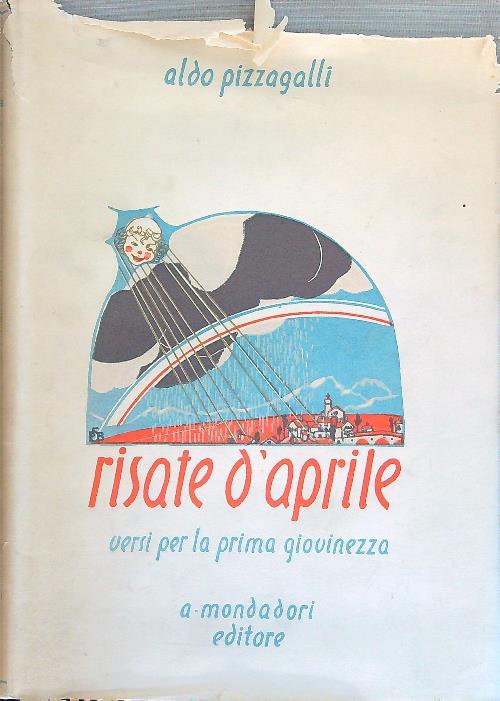 aldo pizzagalli
risate d'aprile
versi per la prima giovinezza
a-mondadori
editore